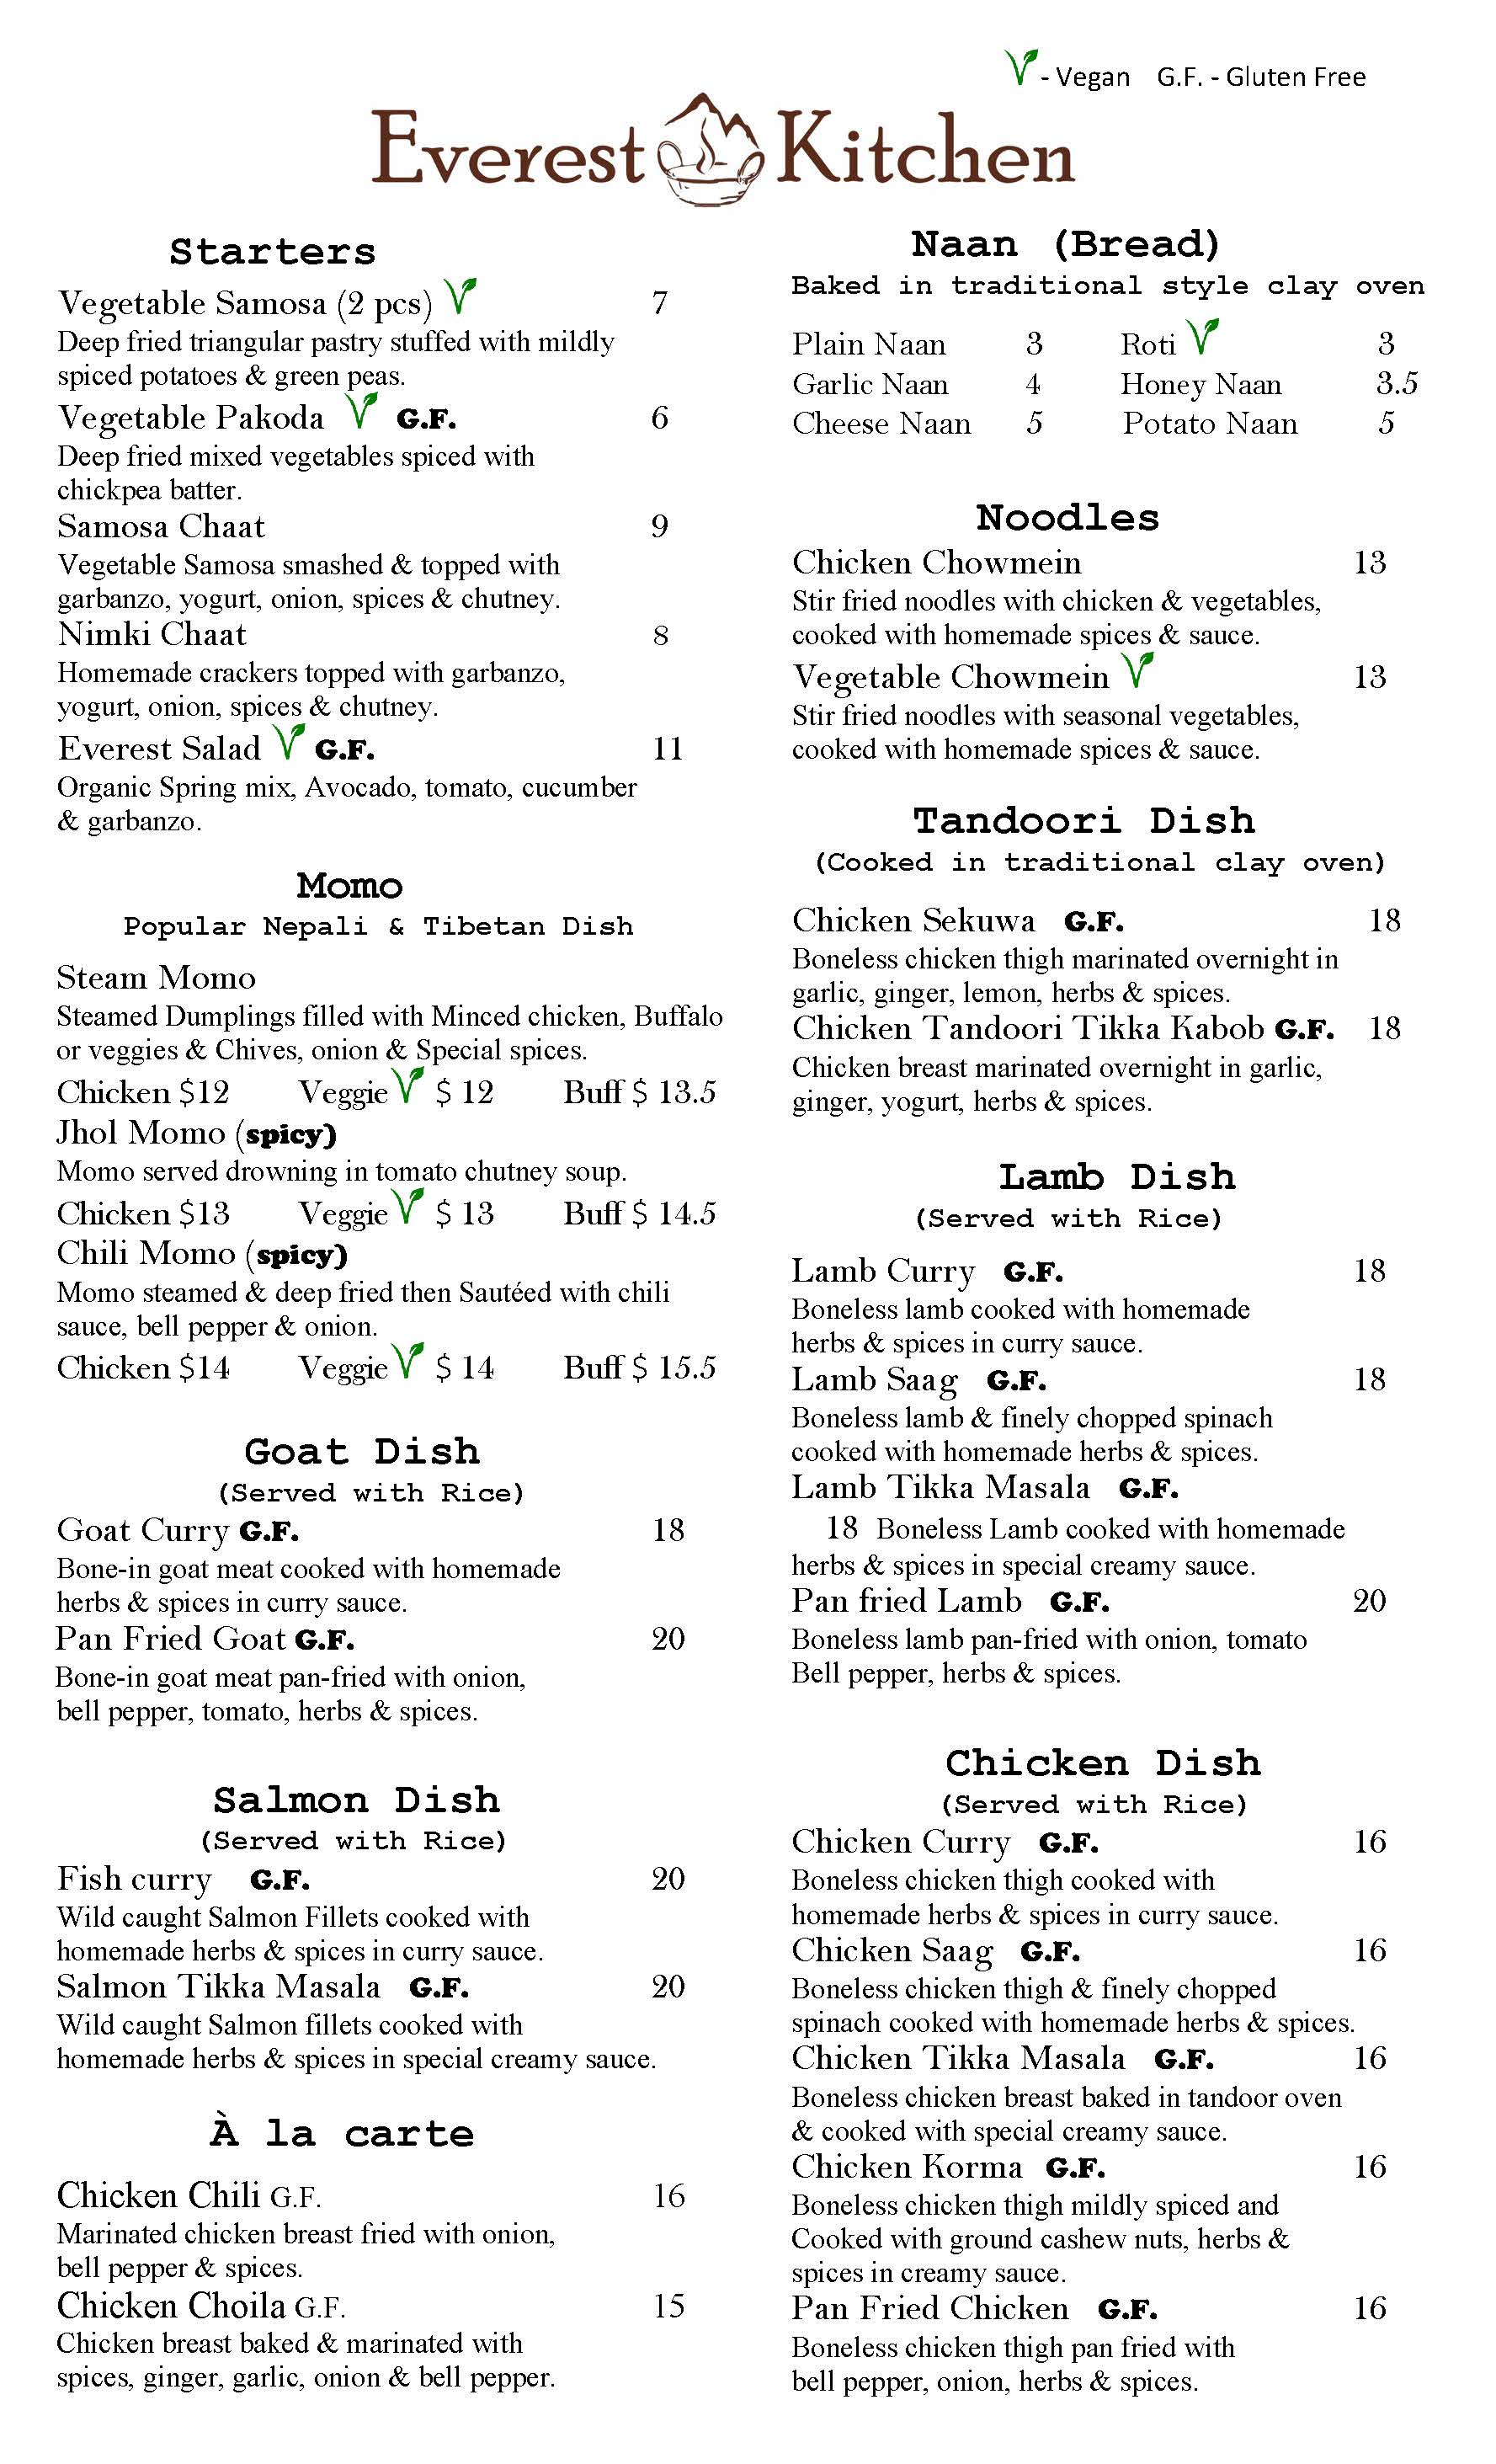 - Vegan G.F. - Gluten Free
Everest Kitchen
Starters
Vegetable Samosa (2 pcs) V 7
Deep fried triangular pastry stuffed with mildly
spiced potatoes & green peas.
Vegetable Pakoda V G.F. 6
Deep fried mixed vegetables spiced with
chickpea batter.
Samosa Chaat 9
Vegetable Samosa smashed & topped with
garbanzo, yogurt, onion, spices & chutney.
Nimki Chaat 8
Homemade crackers topped with garbanzo,
yogurt, onion, spices & chutney.
Everest Salad V G.F. 11
Organic Spring mix, Avocado, tomato, cucumber
& garbanzo.
Momo
Popular Nepali & Tibetan Dish
Steam Momo
Steamed Dumplings filled with Minced chicken, Buffalo
or veggies & Chives, onion & Special spices.
Chicken $12 Veggie V $ 12 Buff $ 13.5
Jhol Momo (spicy)
Momo served drowning in tomato chutney soup.
Chicken $13 Veggie V $ 13 Buff $ 14.5
Chili Momo (spicy)
Momo steamed & deep fried then Sautéed with chili
sauce, bell pepper & onion.
Chicken $14 Veggie V $ 14 Buff $ 15.5
Goat Dish
(Served with Rice)
Goat Curry G.F. 18
Bone-in goat meat cooked with homemade
herbs & spices in curry sauce.
Pan Fried Goat G.F. 20
Bone-in goat meat pan-fried with onion,
bell pepper, tomato, herbs & spices.
Salmon Dish
(Served with Rice)
Fish curry G.F. 20
Wild caught Salmon Fillets cooked with
homemade herbs & spices in curry sauce.
Salmon Tikka Masala G.F. 20
Wild caught Salmon fillets cooked with
homemade herbs & spices in special creamy sauce.
À la carte
Chicken Chili G.F. 16
Marinated chicken breast fried with onion,
bell pepper & spices.
Chicken Choila G.F. 15
Chicken breast baked & marinated with
spices, ginger, garlic, onion & bell pepper.
Naan (Bread)
Baked in traditional style clay oven
Plain Naan 3 Roti V 3
Garlic Naan 4 Honey Naan 3.5
Cheese Naan 5 Potato Naan 5
Noodles
Chicken Chowmein 13
Stir fried noodles with chicken & vegetables,
cooked with homemade spices & sauce.
Vegetable Chowmein V 13
Stir fried noodles with seasonal vegetables,
cooked with homemade spices & sauce.
Tandoori Dish
(Cooked in traditional clay oven)
Chicken Sekuwa G.F. 18
Boneless chicken thigh marinated overnight in
garlic, ginger, lemon, herbs & spices.
Chicken Tandoori Tikka Kabob G.F. 18
Chicken breast marinated overnight in garlic,
ginger, yogurt, herbs & spices.
Lamb Dish
(Served with Rice)
Lamb Curry G.F. 18
Boneless lamb cooked with homemade
herbs & spices in curry sauce.
Lamb Saag G.F. 18
Boneless lamb & finely chopped spinach
cooked with homemade herbs & spices.
Lamb Tikka Masala G.F.
18 Boneless Lamb cooked with homemade
herbs & spices in special creamy sauce.
Pan fried Lamb G.F. 20
Boneless lamb pan-fried with onion, tomato
Bell pepper, herbs & spices.
Chicken Dish
(Served with Rice)
Chicken Curry G.F. 16
Boneless chicken thigh cooked with
homemade herbs & spices in curry sauce.
Chicken Saag G.F. 16
Boneless chicken thigh & finely chopped
spinach cooked with homemade herbs & spices.
Chicken Tikka Masala G.F. 16
Boneless chicken breast baked in tandoor oven
& cooked with special creamy sauce.
Chicken Korma G.F. 16
Boneless chicken thigh mildly spiced and
Cooked with ground cashew nuts, herbs &
spices in creamy sauce.
Pan Fried Chicken G.F. 16
Boneless chicken thigh pan fried with
bell pepper, onion, herbs & spices.